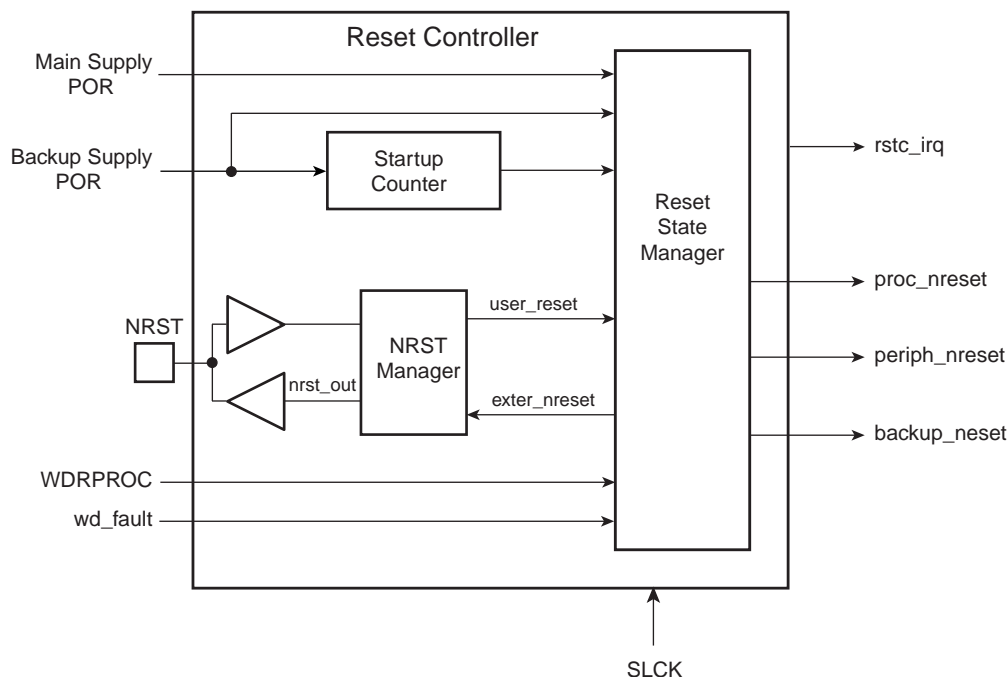 Reset Controller
Main Supply
POR
Backup Supply
POR
Startup
Counter
Reset
State
Manager
rstc_irq
proc_nreset
periph_nreset
backup_neset
NRST
NRST
Manager
user_reset
nrst_out
exter_nreset
WDRPROC
wd_fault
SLCK